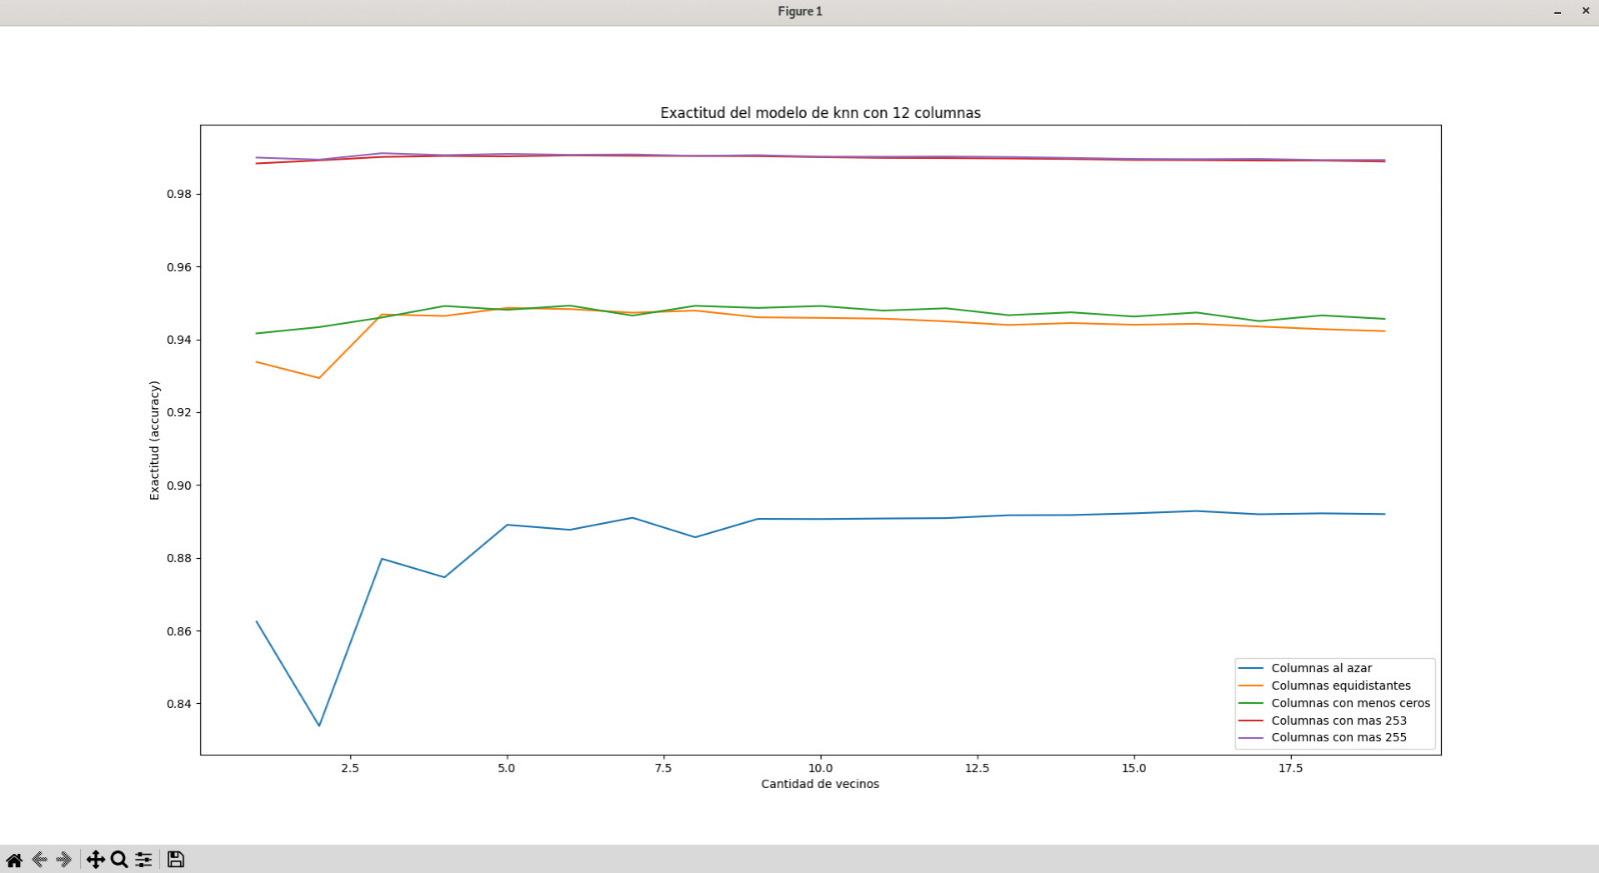 Figure 1
Exactitud del modelo de knn con 12 columnas
Exactitud (accuracy)
0.98
0.96
0.94
0.92
0.90
0.88
0.86
0.84
2.5 5.0 7.5 10.0 12.5 15.0 17.5
Cantidad de vecinos
Columnas al azar
Columnas equidistantes
Columnas con menos ceros
Columnas con mas 253
Columnas con mas 255